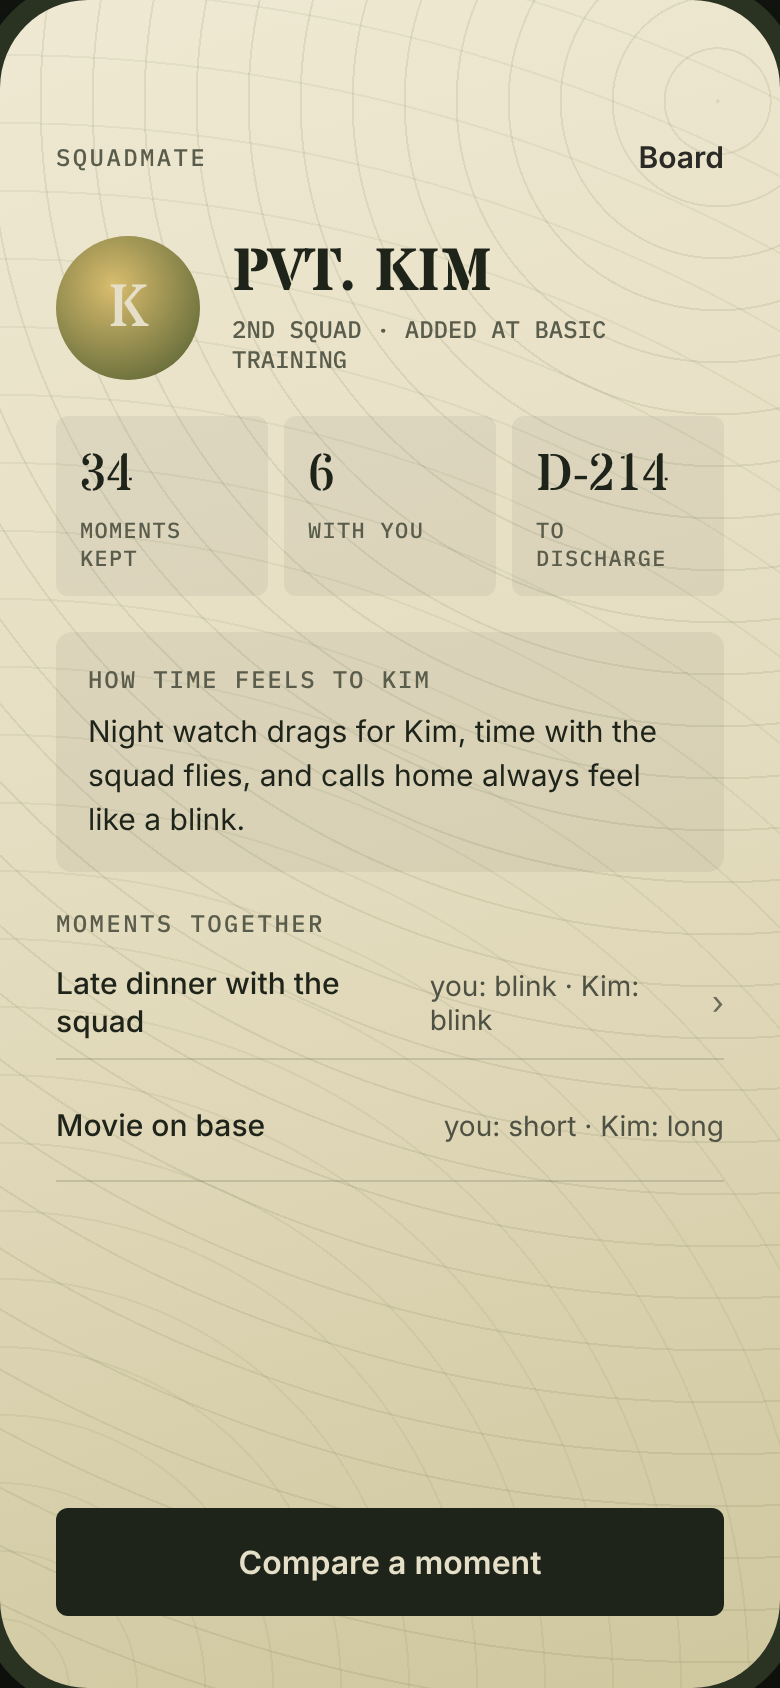 SQUADMATE
Board
K
PVT. KIM
2ND SQUAD · ADDED AT BASIC
TRAINING
34
MOMENTS
KEPT
6
WITH YOU
D-214
TO
DISCHARGE
HOW TIME FEELS TO KIM
Night watch drags for Kim, time with the
squad flies, and calls home always feel
like a blink.
MOMENTS TOGETHER
Late dinner with the
squad
you: blink · Kim:
blink
›
Movie on base
you: short · Kim: long
Compare a moment